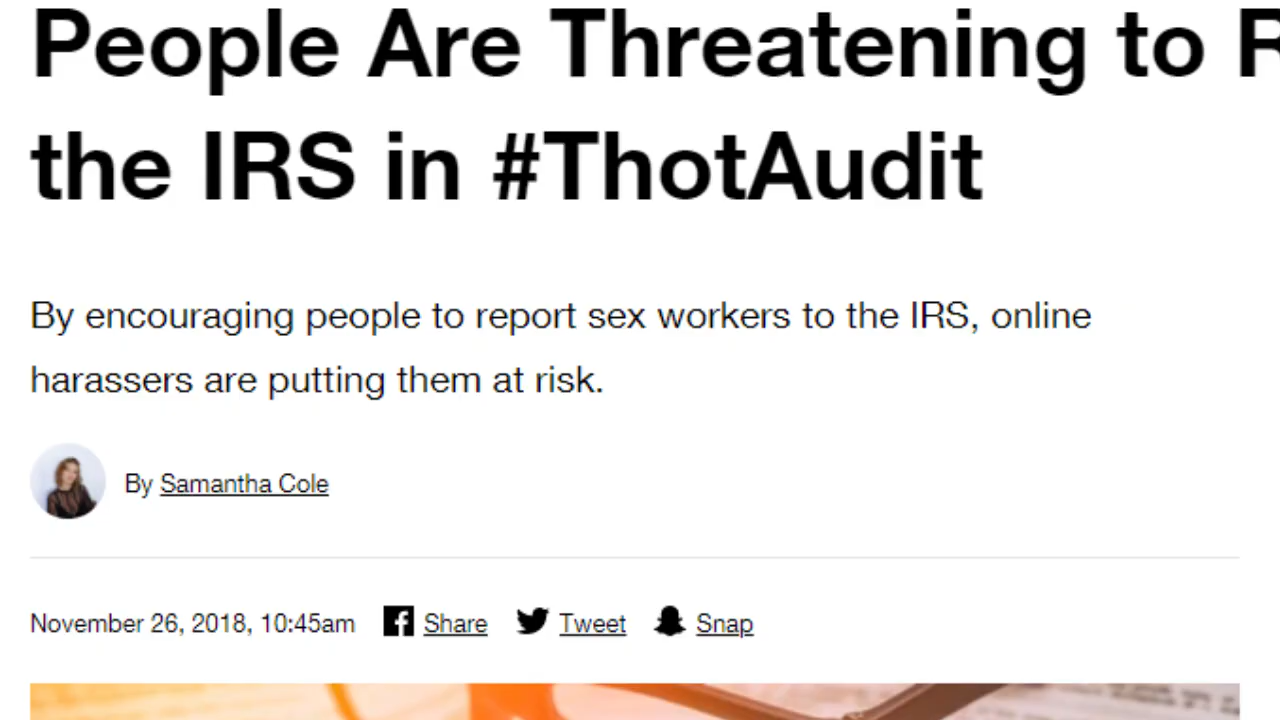 People Are Threatening to R
the IRS in #ThotAudit
By encouraging people to report sex workers to the IRS, online
harassers are putting them at risk.
By Samantha Cole
November 26, 2018, 10:45am Share Tweet Snap